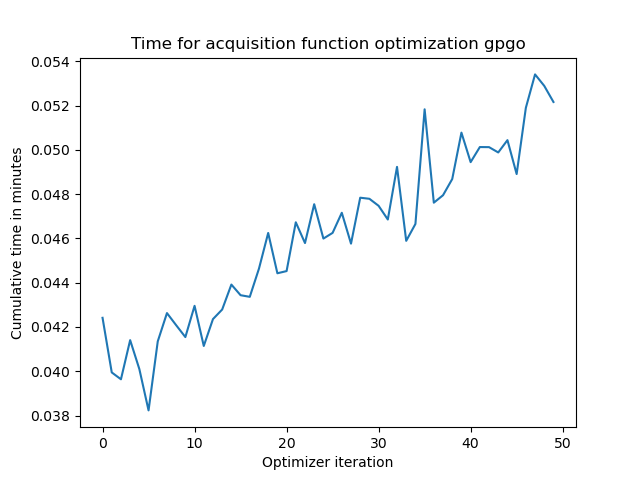 Time for acquisition function optimization gpgo
0.054
0.052
0.050
0.048
0.046
0.044
0.042
0.040
0.038
Cumulative time in minutes
0 10 20 30 40 50
Optimizer iteration